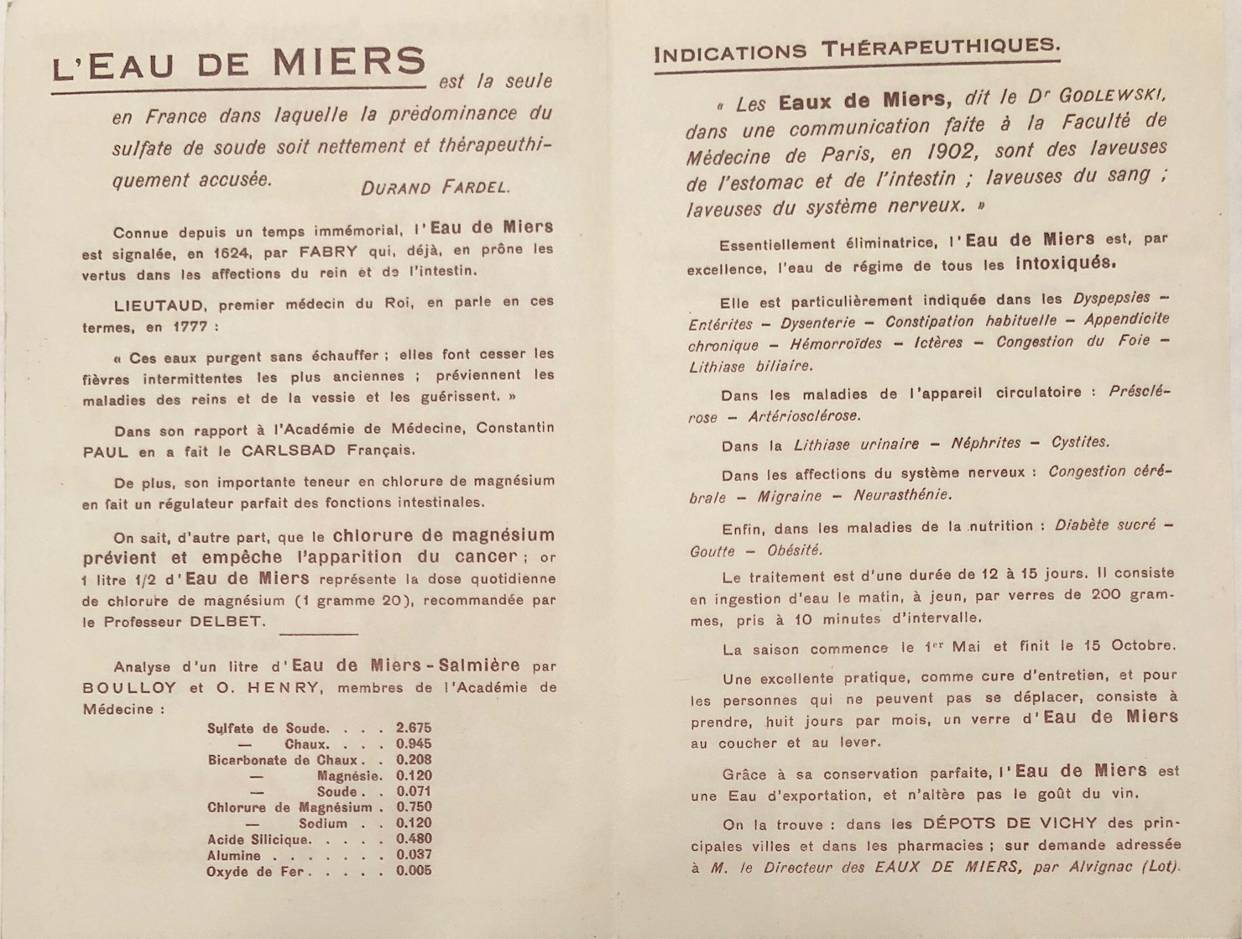 L'EAU DE MIERS est la seule
en France dans laquelle la prédominance du
sulfate de soude soit nettement et thérapeuthi-
quement accusée.
DURAND FARDEL.
Connue depuis un temps immémorial, l'Eau de Miers
est signalée, en 1624, par FABRY qui, déjà, en prône les
vertus dans les affections du rein et de l'intestin.
LIEUTAUD, premier médecin du Roi, en parle en ces
termes, en 1777 :
« Ces eaux purgent sans échauffer ; elles font cesser les
fièvres intermittentes les plus anciennes ; préviennent les
maladies des reins et de la vessie et les guérissent. »
Dans son rapport à l'Académie de Médecine, Constantin
PAUL en a fait le CARLSBAD Français.
De plus, son importante teneur en chlorure de magnésium
en fait un régulateur parfait des fonctions intestinales.
On sait, d'autre part, que le chlorure de magnésium
prévient et empêche l'apparition du cancer ; or
1 litre 1/2 d'Eau de Miers représente la dose quotidienne
de chlorure de magnésium (1 gramme 20), recommandée par
le Professeur DELBET.
Analyse d'un litre d'Eau de Miers-Salmière par
BOULLOY et O. HENRY, membres de l'Académie de
Médecine :
Sulfate de Soude. . . . 2.675
— Chaux. . . . 0.945
Bicarbonate de Chaux. . 0.208
— Magnésie. 0.120
— Soude . . 0.071
Chlorure de Magnésium . 0.750
— Sodium . . 0.120
Acide Silicique. . . . . 0.480
Alumine . . . . . . . 0.037
Oxyde de Fer . . . . . 0.005
INDICATIONS THÉRAPEUTHIQUES.
« Les Eaux de Miers, dit le Dr GODLEWSKI,
dans une communication faite à la Faculté de
Médecine de Paris, en 1902, sont des laveuses
de l'estomac et de l'intestin ; laveuses du sang ;
laveuses du système nerveux. »
Essentiellement éliminatrice, l'Eau de Miers est, par
excellence, l'eau de régime de tous les intoxiqués.
Elle est particulièrement indiquée dans les Dyspepsies —
Entérites — Dysenterie — Constipation habituelle — Appendicite
chronique — Hémorroïdes — Ictères — Congestion du Foie —
Lithiase biliaire.
Dans les maladies de l'appareil circulatoire : Présclé-
rose — Artériosclérose.
Dans la Lithiase urinaire — Néphrites — Cystites.
Dans les affections du système nerveux : Congestion céré-
brale — Migraine — Neurasthénie.
Enfin, dans les maladies de la nutrition : Diabète sucré —
Goutte — Obésité.
Le traitement est d'une durée de 12 à 15 jours. Il consiste
en ingestion d'eau le matin, à jeun, par verres de 200 gram-
mes, pris à 10 minutes d'intervalle.
La saison commence le 1er Mai et finit le 15 Octobre.
Une excellente pratique, comme cure d'entretien, et pour
les personnes qui ne peuvent pas se déplacer, consiste à
prendre, huit jours par mois, un verre d'Eau de Miers
au coucher et au lever.
Grâce à sa conservation parfaite, l'Eau de Miers est
une Eau d'exportation, et n'altère pas le goût du vin.
On la trouve : dans les DÉPOTS DE VICHY des prin-
cipales villes et dans les pharmacies ; sur demande adressée
à M. le Directeur des EAUX DE MIERS, par Alvignac (Lot).